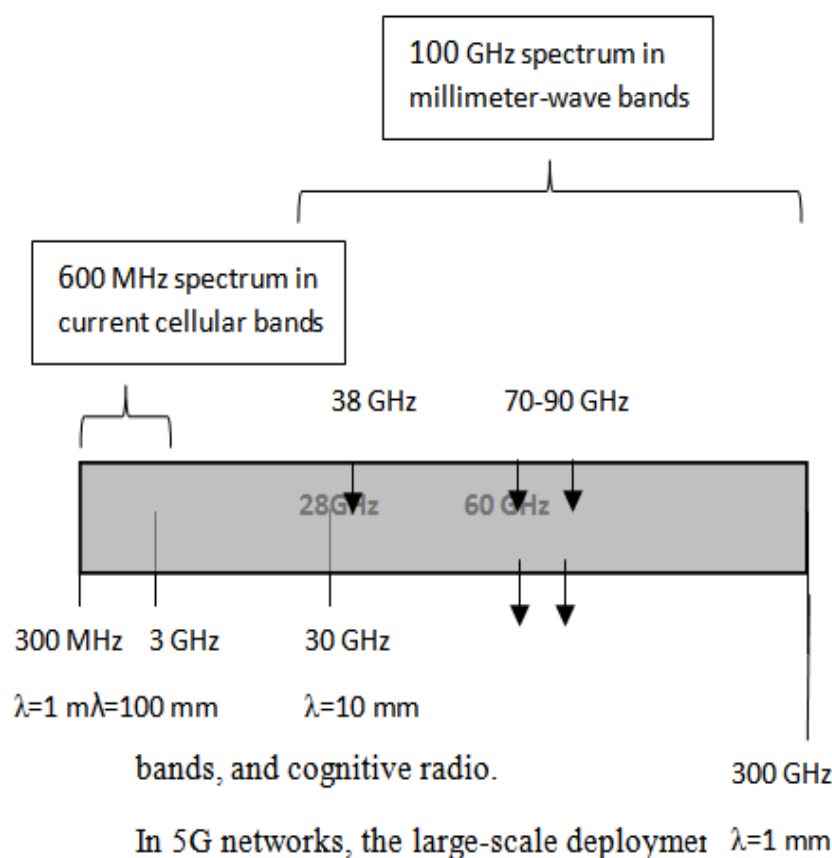 100 GHz spectrum in
millimeter-wave bands
600 MHz spectrum in
current cellular bands
38 GHz 70-90 GHz
28GHz 60 GHz
300 MHz 3 GHz 30 GHz
λ=1 mλ=100 mm λ=10 mm
bands, and cognitive radio. 300 GHz
In 5G networks, the large-scale λ=1 mm